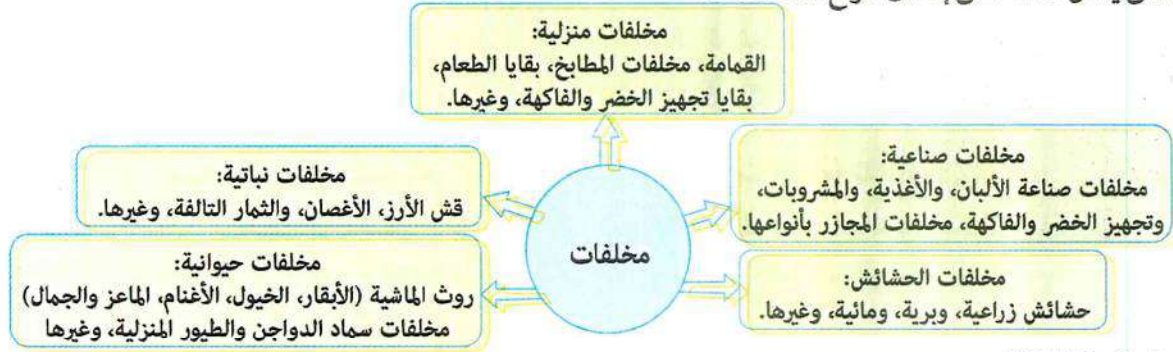 مخلفات منزلية:
القمامة، مخلفات المطابخ، بقايا الطعام،
بقايا تجهيز الخضر والفاكهة، وغيرها.
مخلفات صناعية:
مخلفات صناعة الألبان، والأغذية، والمشروبات،
وتجهيز الخضر والفاكهة، مخلفات المجازر بأنواعها.
مخلفات نباتية:
قش الأرز، الأغصان، والثمار التالفة، وغيرها.
مخلفات
مخلفات الحشائش:
حشائش زراعية، وبرية، ومائية، وغيرها.
مخلفات حيوانية:
روث الماشية (الأبقار، الخيول، الأغنام، الماعز والجمال)
مخلفات سماد الدواجن والطيور المنزلية، وغيرها